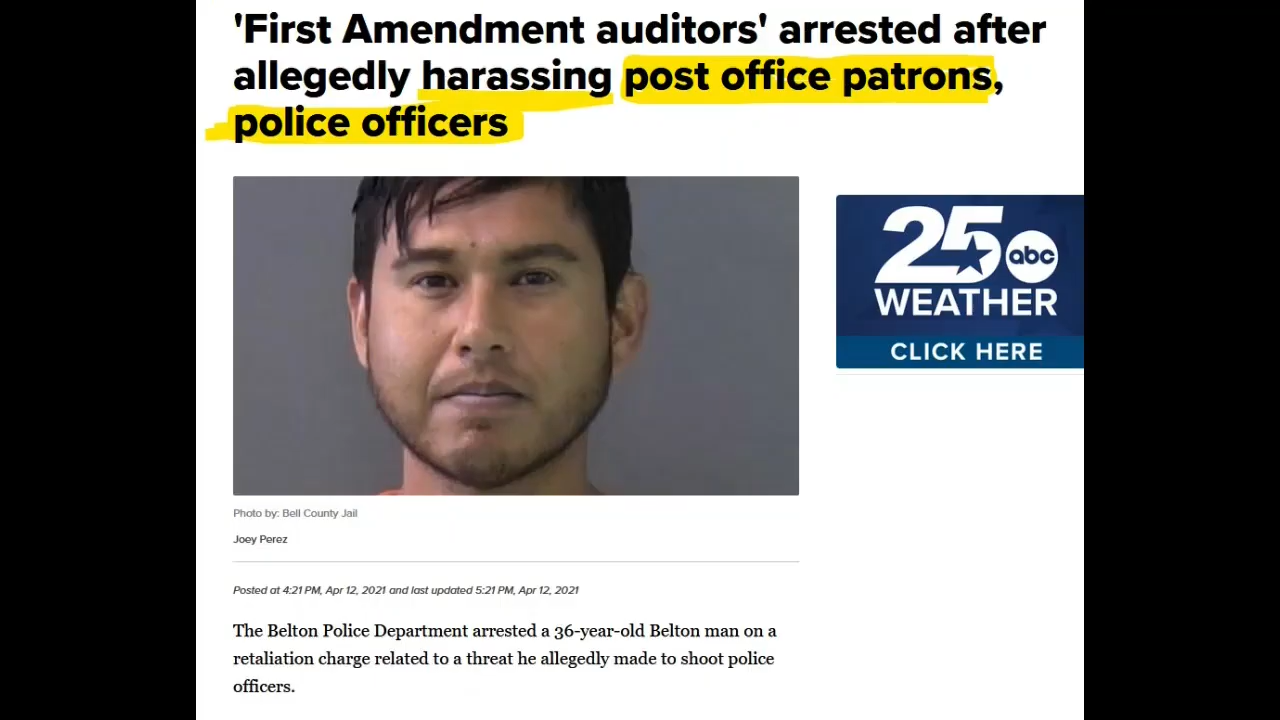 'First Amendment auditors' arrested after
allegedly harassing post office patrons,
police officers
25 abc
WEATHER
CLICK HERE
Photo by: Bell County Jail
Joey Perez
Posted at 4:21 PM, Apr 12, 2021 and last updated 5:21 PM, Apr 12, 2021
The Belton Police Department arrested a 36-year-old Belton man on a
retaliation charge related to a threat he allegedly made to shoot police
officers.